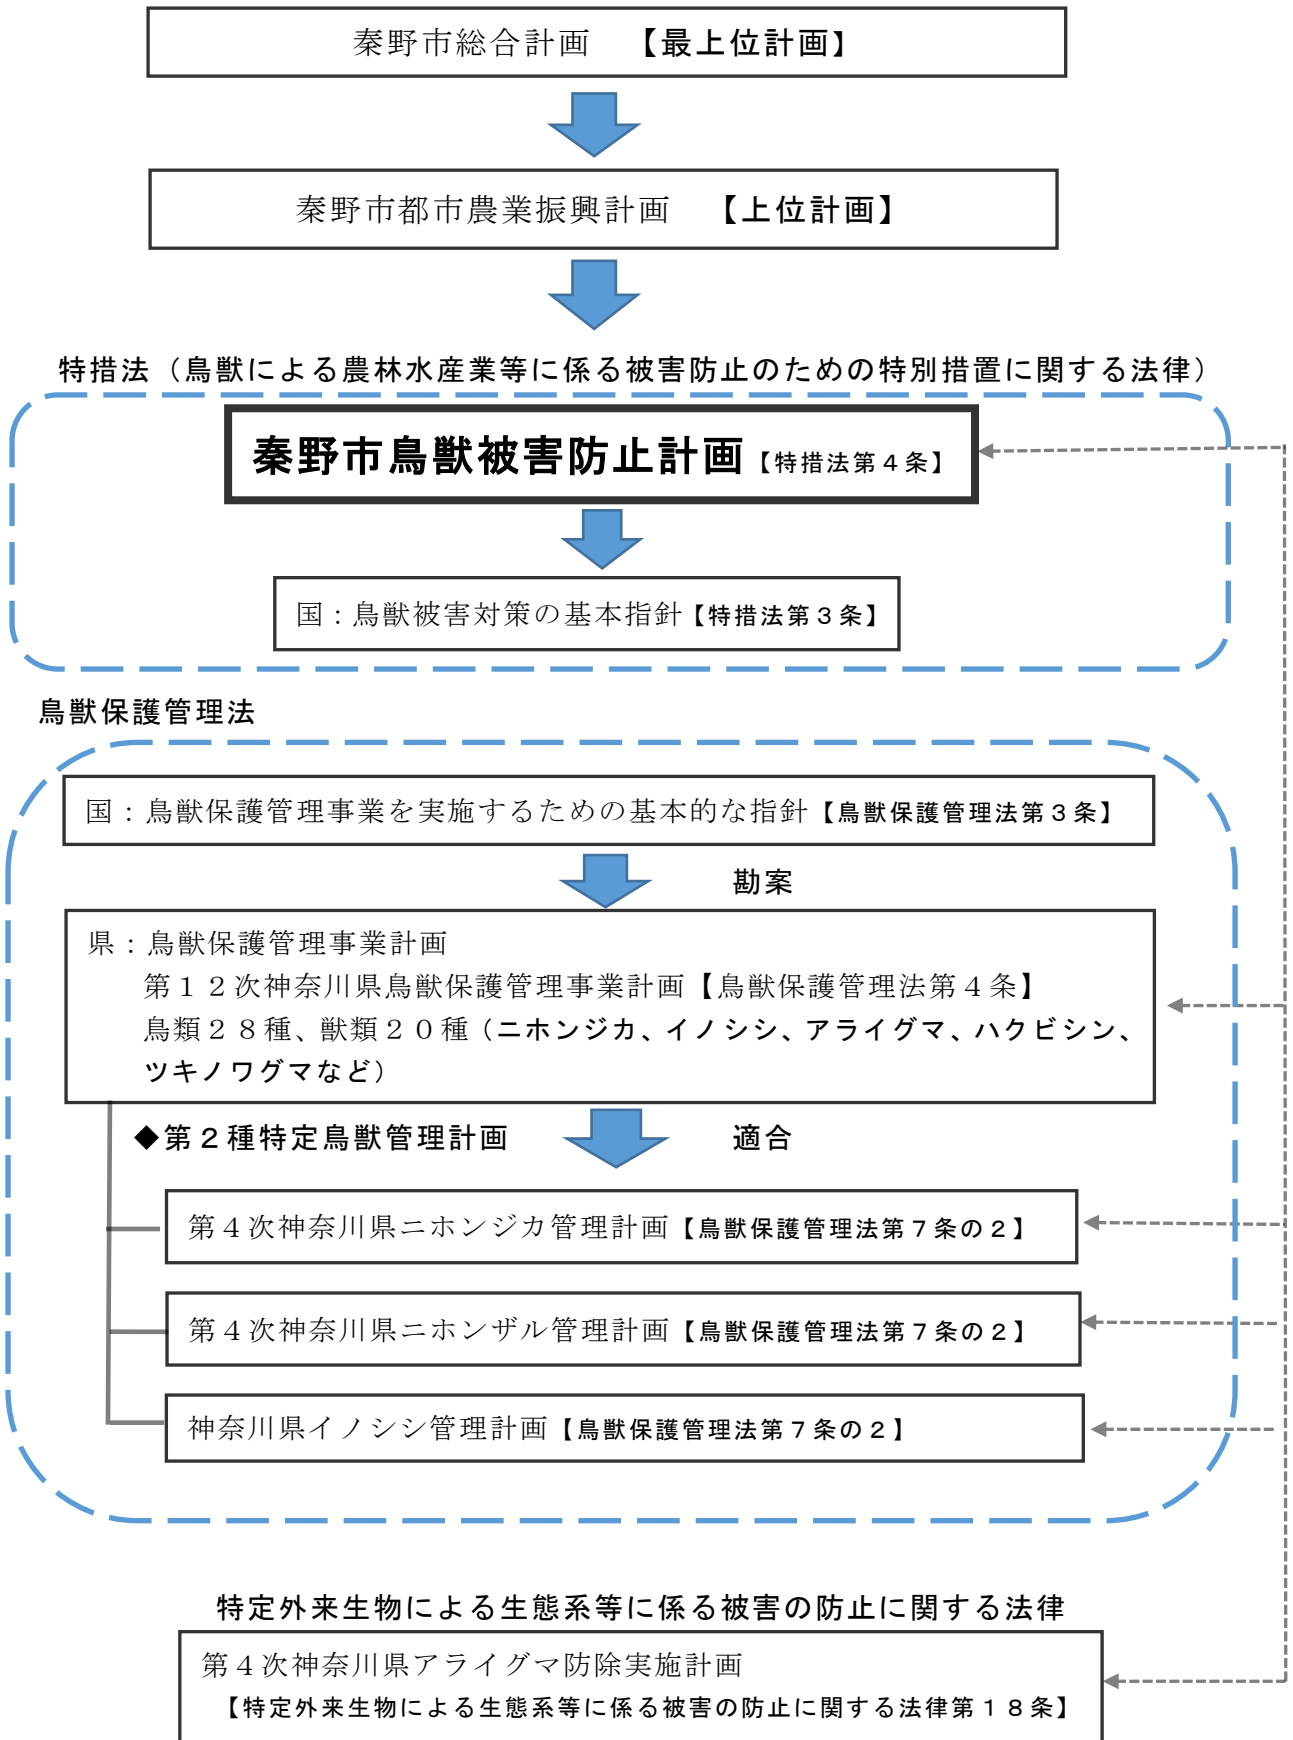 秦野市総合計画　【最上位計画】
秦野市都市農業振興計画　【上位計画】
特措法（鳥獣による農林水産業等に係る被害防止のための特別措置に関する法律）
秦野市鳥獣被害防止計画【特措法第４条】
国：鳥獣被害対策の基本指針【特措法第３条】
鳥獣保護管理法
国：鳥獣保護管理事業を実施するための基本的な指針【鳥獣保護管理法第３条】
勘案
県：鳥獣保護管理事業計画
第１２次神奈川県鳥獣保護管理事業計画【鳥獣保護管理法第４条】
鳥類２８種、獣類２０種（ニホンジカ、イノシシ、アライグマ、ハクビシン、
ツキノワグマなど）
◆第２種特定鳥獣管理計画　適合
第４次神奈川県ニホンジカ管理計画【鳥獣保護管理法第７条の２】
第４次神奈川県ニホンザル管理計画【鳥獣保護管理法第７条の２】
神奈川県イノシシ管理計画【鳥獣保護管理法第７条の２】
特定外来生物による生態系等に係る被害の防止に関する法律
第４次神奈川県アライグマ防除実施計画
【特定外来生物による生態系等に係る被害の防止に関する法律第１８条】